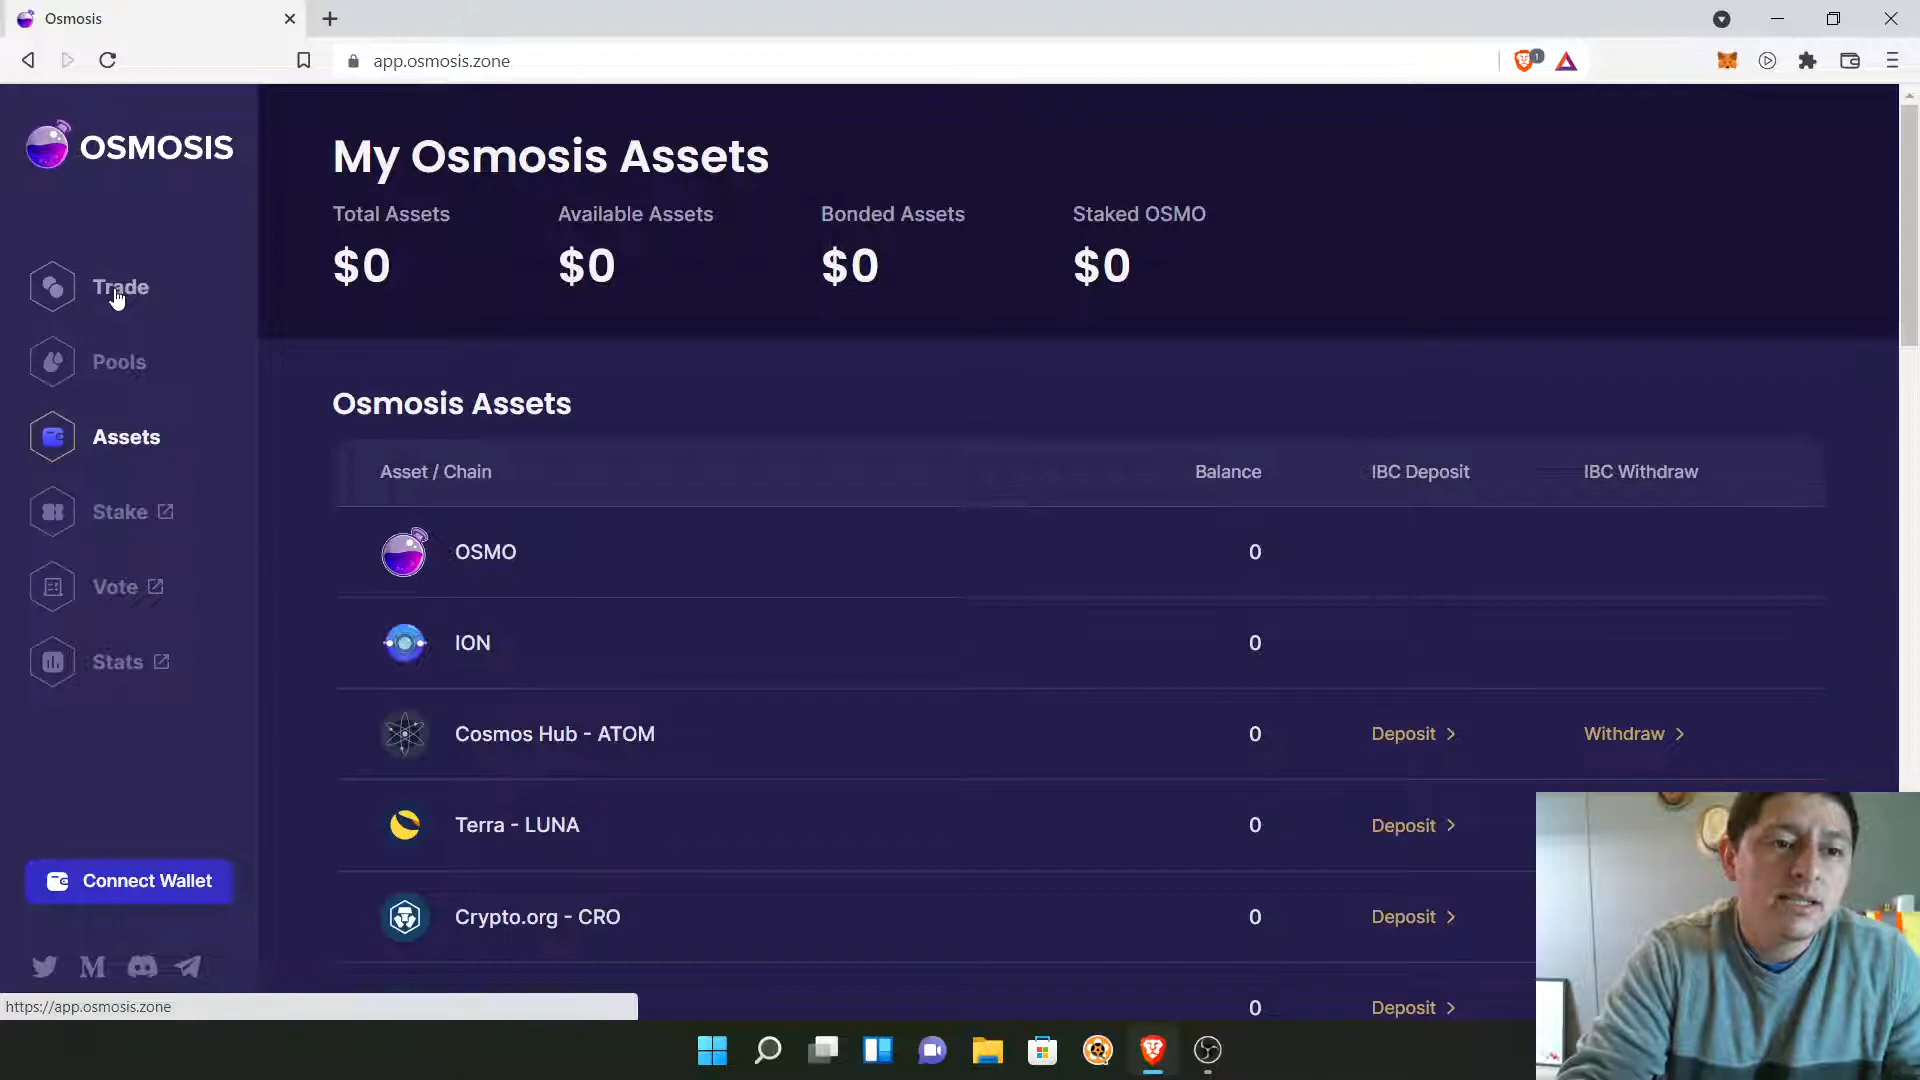 Osmosis
app.osmosis.zone
1
OSMOSIS
My Osmosis Assets
Total Assets Available Assets Bonded Assets Staked OSMO
$0 $0 $0 $0
Trade
Pools
Assets
Stake
Vote
Stats
Osmosis Assets
Asset / Chain Balance IBC Deposit IBC Withdraw
OSMO 0
ION 0
Cosmos Hub - ATOM 0 Deposit Withdraw
Terra - LUNA 0 Deposit
Crypto.org - CRO 0 Deposit
0 Deposit
Connect Wallet
https://app.osmosis.zone